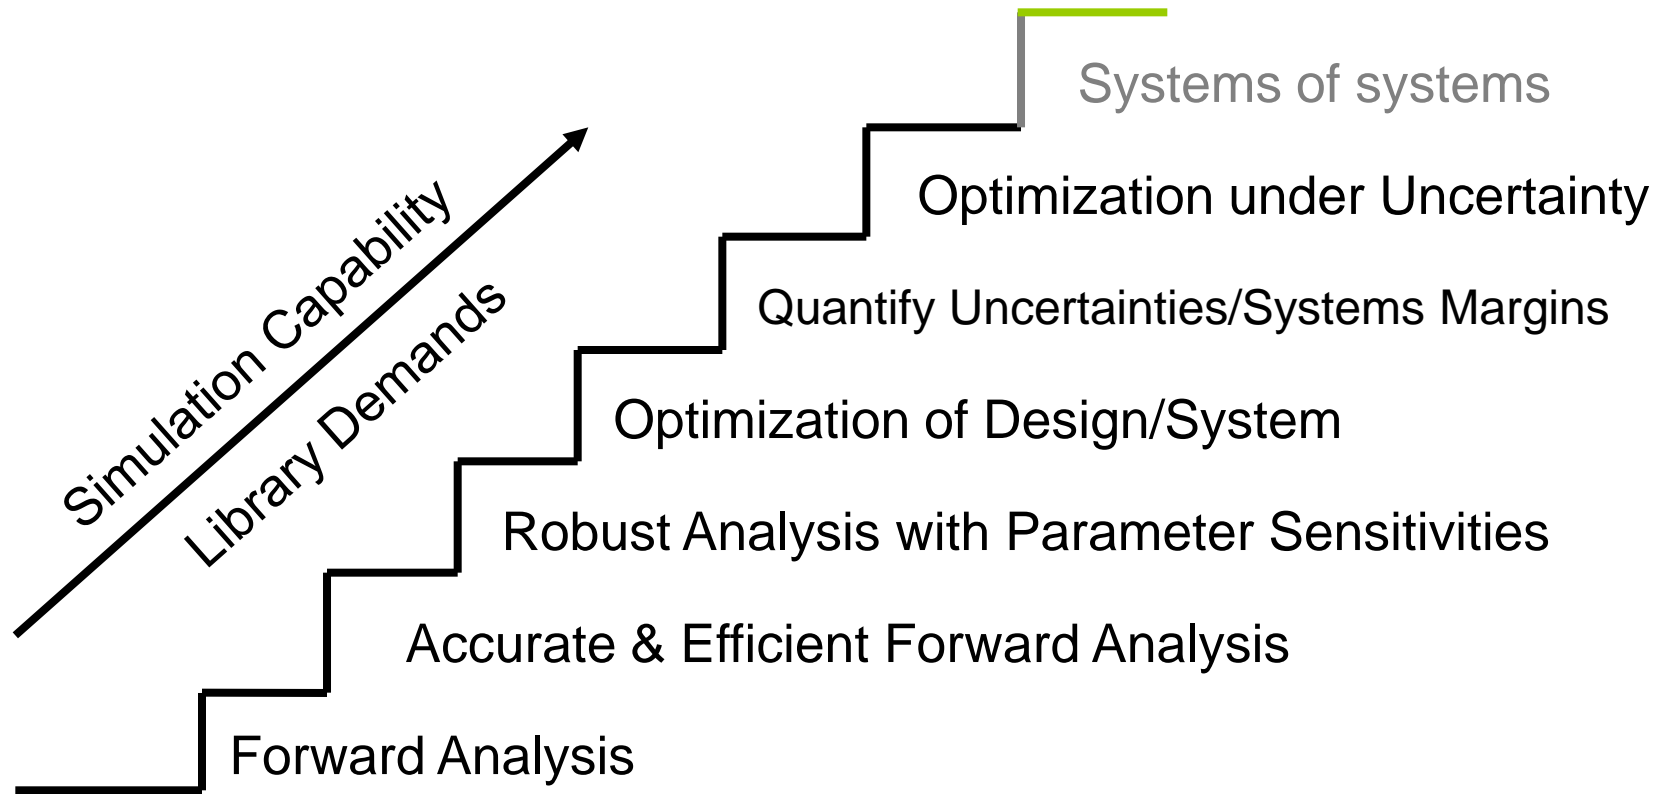 Systems of systems
Optimization under Uncertainty
Quantify Uncertainties/Systems Margins
Optimization of Design/System
Robust Analysis with Parameter Sensitivities
Accurate & Efficient Forward Analysis
Forward Analysis
Simulation Capability
Library Demands